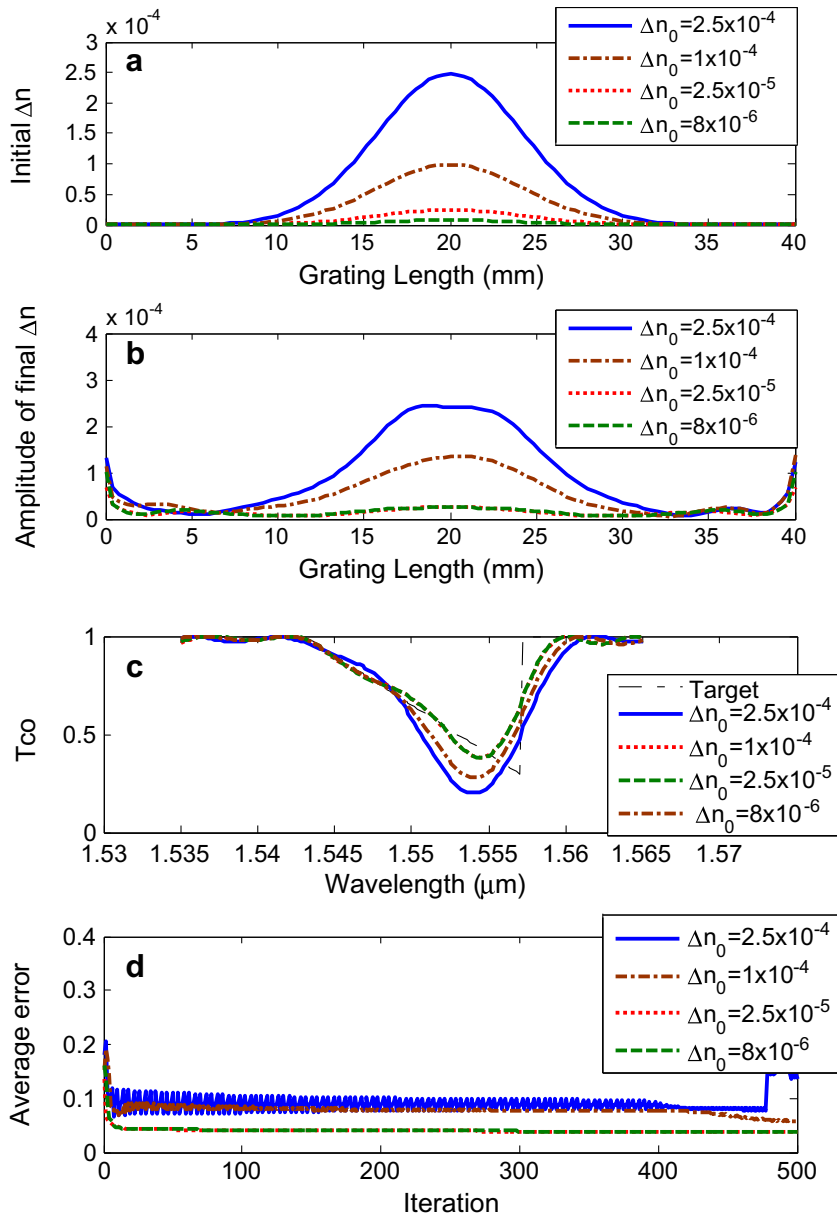 x 10⁻⁴
a
3
2.5
2
1.5
1
0.5
0
Initial Δn
0 5 10 15 20 25 30 35 40
Grating Length (mm)
Δn₀=2.5x10⁻⁴
Δn₀=1x10⁻⁴
Δn₀=2.5x10⁻⁵
Δn₀=8x10⁻⁶
x 10⁻⁴
b
4
3
2
1
0
Amplitude of final Δn
0 5 10 15 20 25 30 35 40
Grating Length (mm)
Δn₀=2.5x10⁻⁴
Δn₀=1x10⁻⁴
Δn₀=2.5x10⁻⁵
Δn₀=8x10⁻⁶
c
1
0.5
0
Tco
1.53 1.535 1.54 1.545 1.55 1.555 1.56 1.565 1.57
Wavelength (μm)
Target
Δn₀=2.5x10⁻⁴
Δn₀=1x10⁻⁴
Δn₀=2.5x10⁻⁵
Δn₀=8x10⁻⁶
d
0.4
0.3
0.2
0.1
0
Average error
0 100 200 300 400 500
Iteration
Δn₀=2.5x10⁻⁴
Δn₀=1x10⁻⁴
Δn₀=2.5x10⁻⁵
Δn₀=8x10⁻⁶